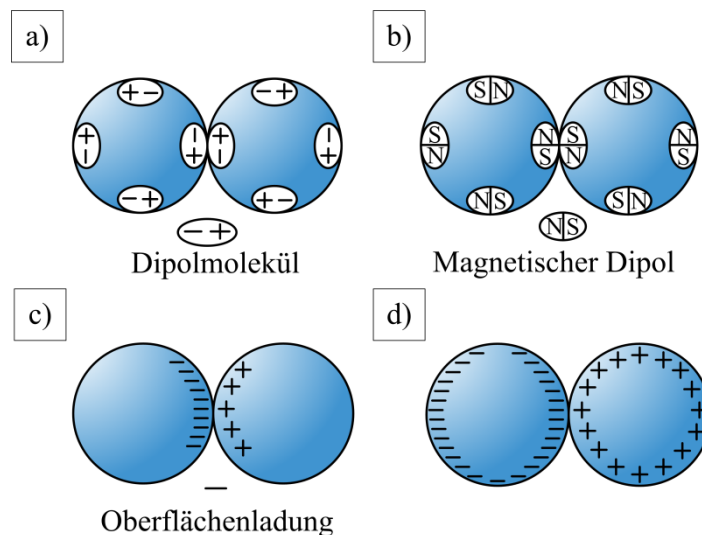 a)
b)
+ −
− +
S N
N S
+ −
− +
+ −
− +
S N
N S
S N
N S
− +
+ −
N S
S N
− +
N S
Dipolmolekül
Magnetischer Dipol
c)
d)
−
Oberflächenladung